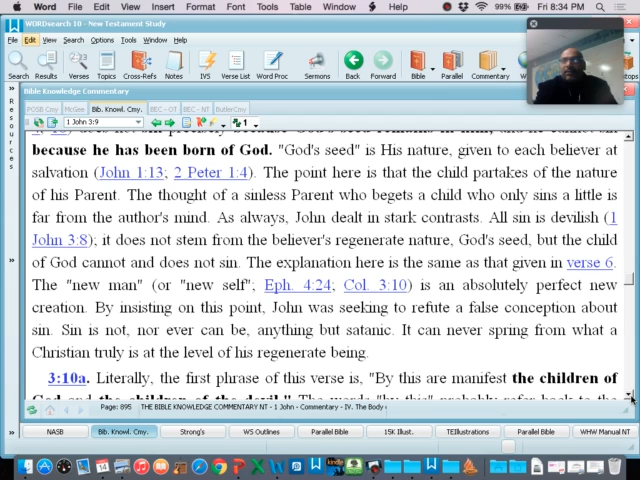 Word File Edit View Insert Format Font Tools Table Window Help 99% Fri 8:34 PM
WORDsearch 10 - New Testament Study
File Edit View Search Options Tools Window Help
Search Results Topics Verses Cross-Refs Notes IVS Verse List Word Proc Sermons Back Forward Bible Parallel Commentary
Bible Knowledge Commentary
Resources
POSB Cmy McGee Bib. Knowl. Cmy. BEC - OT BEC - NT ButlerCmy
1 John 3:9
because he has been born of God. "God's seed" is His nature, given to each believer at
salvation (John 1:13; 2 Peter 1:4). The point here is that the child partakes of the nature
of his Parent. The thought of a sinless Parent who begets a child who only sins a little is
far from the author's mind. As always, John dealt in stark contrasts. All sin is devilish (1
John 3:8); it does not stem from the believer's regenerate nature, God's seed, but the child
of God cannot and does not sin. The explanation here is the same as that given in verse 6.
The "new man" (or "new self"; Eph. 4:24; Col. 3:10) is an absolutely perfect new
creation. By insisting on this point, John was seeking to refute a false conception about
sin. Sin is not, nor ever can be, anything but satanic. It can never spring from what a
Christian truly is at the level of his regenerate being.
3:10a. Literally, the first phrase of this verse is, "By this are manifest the children of
Page: 895 THE BIBLE KNOWLEDGE COMMENTARY NT - 1 John - Commentary - IV. The Body
NASB Bib. Knowl. Cmy. Strong's WS Outlines Parallel Bible 15K Illust. TEIllustrations Parallel Bible WHW Manual NT